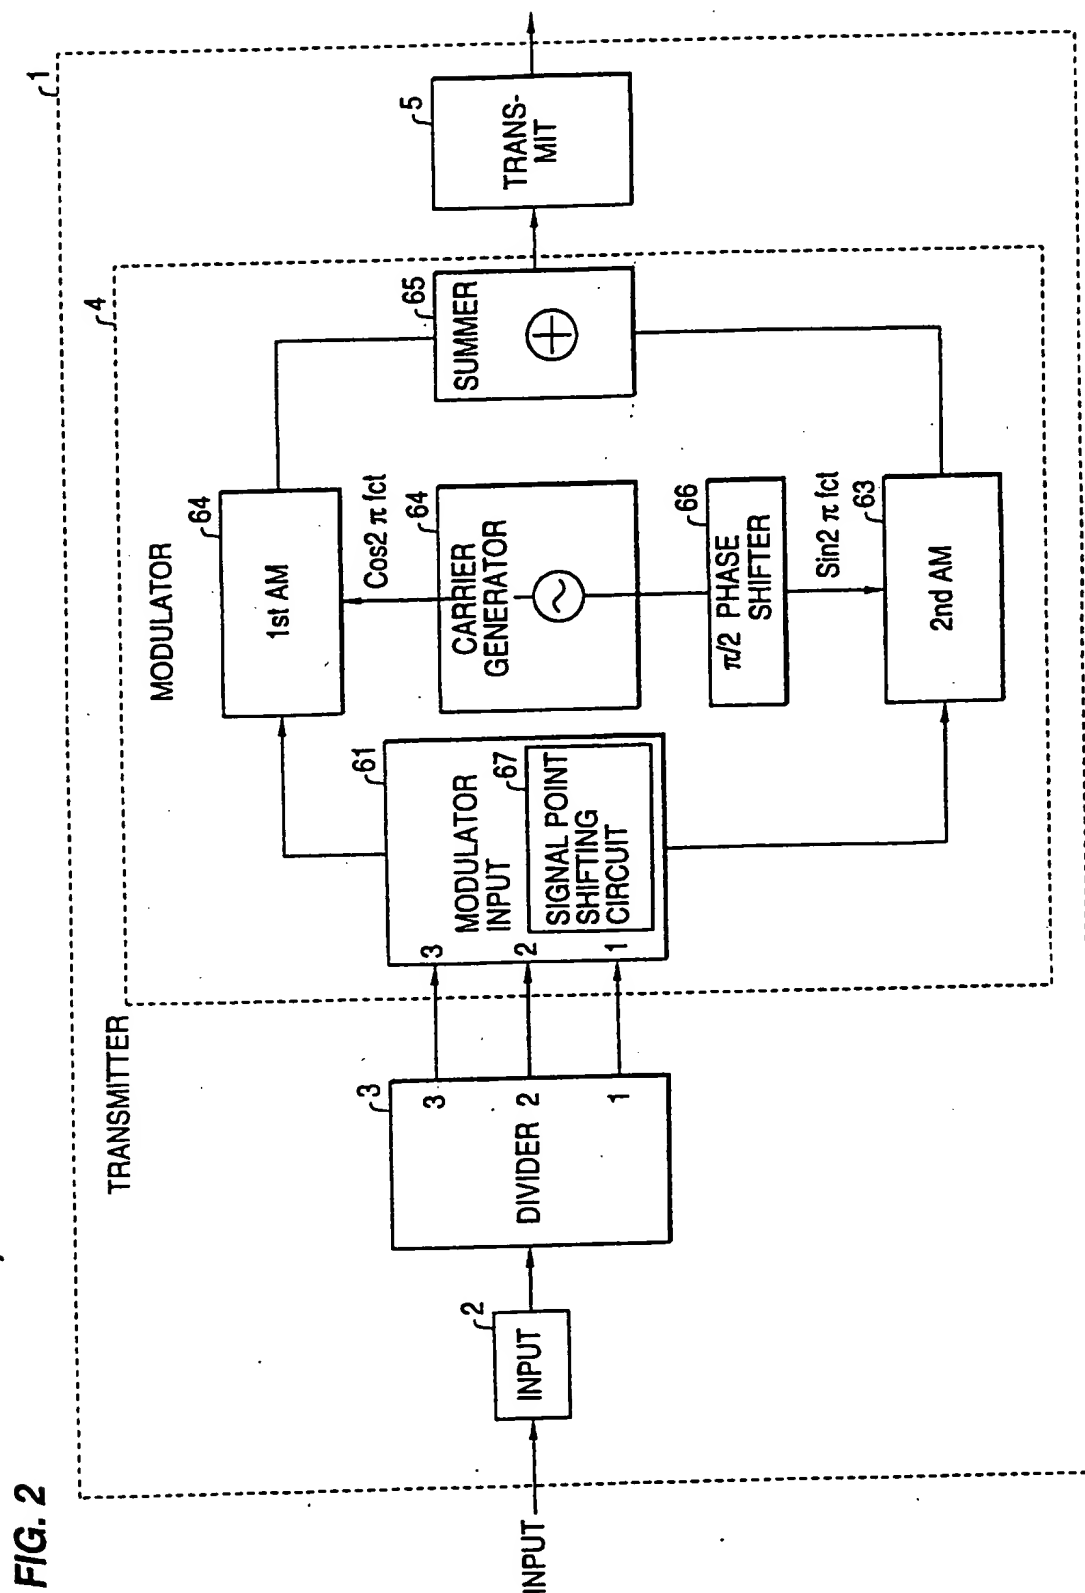 FIG. 2
INPUT
2
INPUT
TRANSMITTER
1
3
DIVIDER
3
2
1
4
MODULATOR
61
MODULATOR
INPUT
3
2
1
67
SIGNAL POINT
SHIFTING
CIRCUIT
64
1st AM
Cos2 π fct
64
CARRIER
GENERATOR
66
π/2 PHASE
SHIFTER
Sin2 π fct
63
2nd AM
65
SUMMER
5
TRANS-
MIT